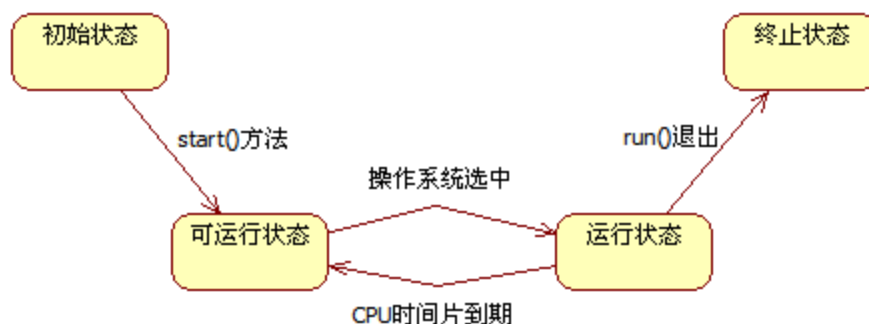 初始状态
终止状态
start()方法
run()退出
操作系统选中
可运行状态
运行状态
CPU时间片到期